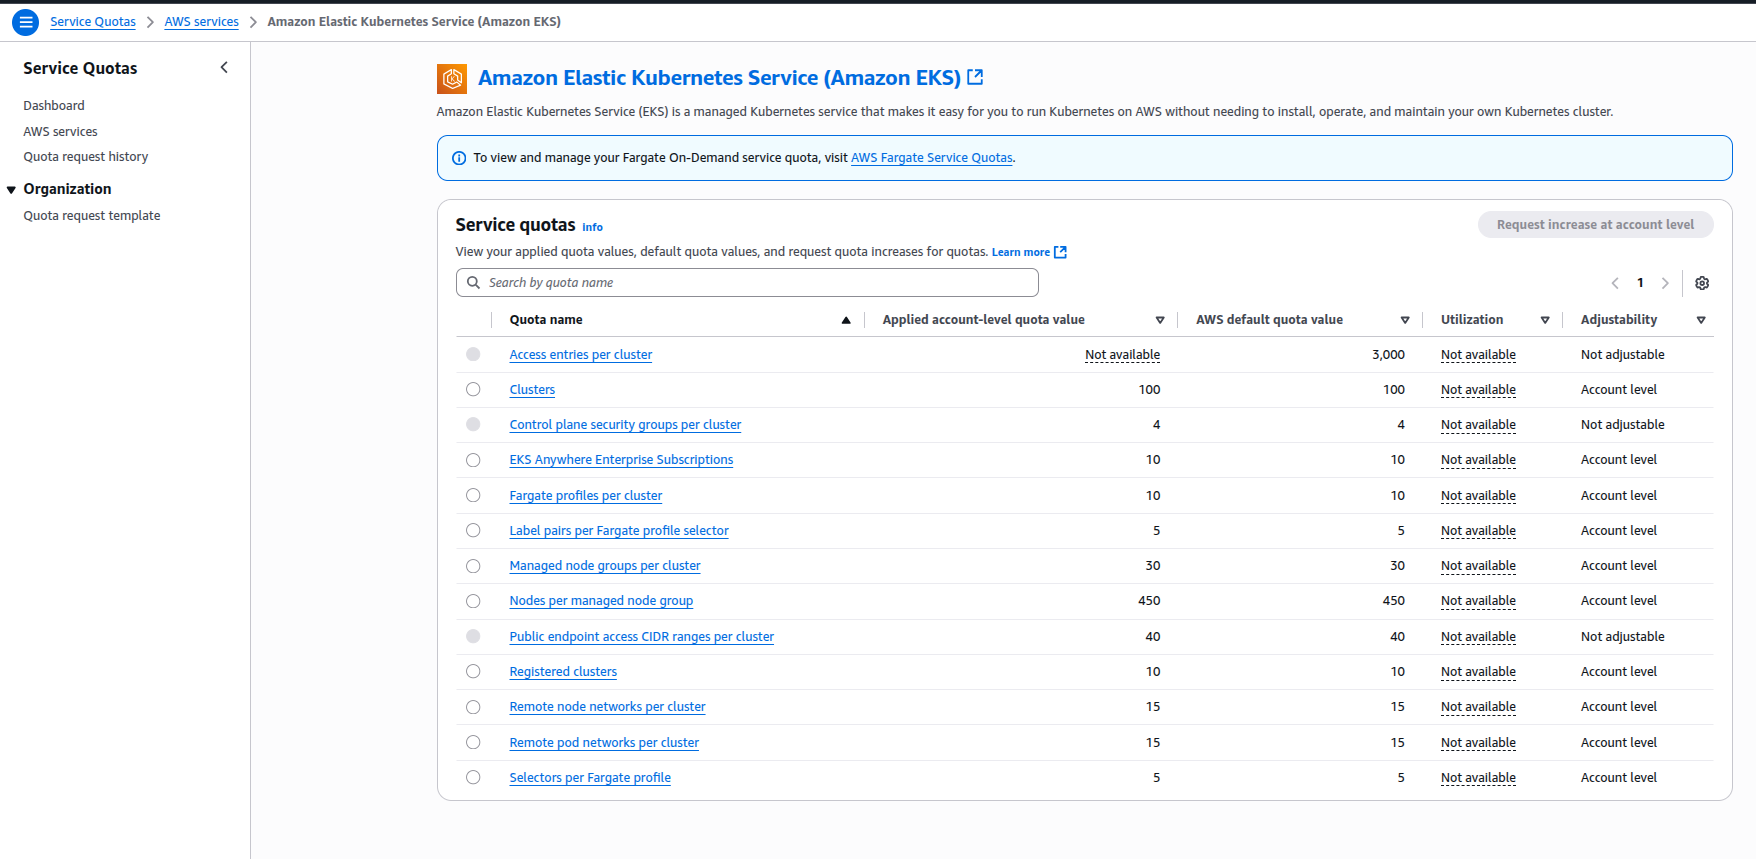 Service Quotas > AWS services > Amazon Elastic Kubernetes Service (Amazon EKS)
Service Quotas
Dashboard
AWS services
Quota request history
Organization
Quota request template
Amazon Elastic Kubernetes Service (Amazon EKS)
Amazon Elastic Kubernetes Service (EKS) is a managed Kubernetes service that makes it easy for you to run Kubernetes on AWS without needing to install, operate, and maintain your own Kubernetes cluster.
To view and manage your Fargate On-Demand service quota, visit AWS Fargate Service Quotas.
Service quotas info
Request increase at account level
View your applied quota values, default quota values, and request quota increases for quotas. Learn more
Search by quota name
1
Quota name Applied account-level quota value AWS default quota value Utilization Adjustability
Access entries per cluster Not available 3,000 Not available Not adjustable
Clusters 100 100 Not available Account level
Control plane security groups per cluster 4 4 Not available Not adjustable
EKS Anywhere Enterprise Subscriptions 10 10 Not available Account level
Fargate profiles per cluster 10 10 Not available Account level
Label pairs per Fargate profile selector 5 5 Not available Account level
Managed node groups per cluster 30 30 Not available Account level
Nodes per managed node group 450 450 Not available Account level
Public endpoint access CIDR ranges per cluster 40 40 Not available Not adjustable
Registered clusters 10 10 Not available Account level
Remote node networks per cluster 15 15 Not available Account level
Remote pod networks per cluster 15 15 Not available Account level
Selectors per Fargate profile 5 5 Not available Account level